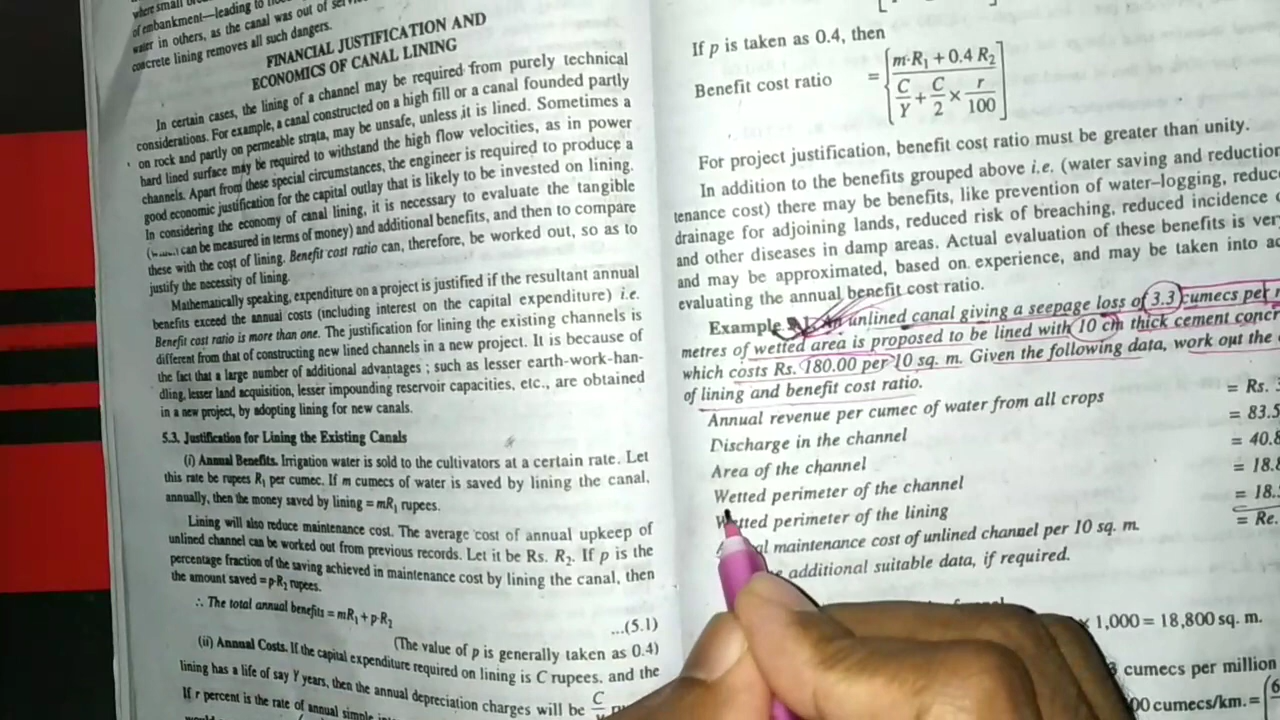 where small
of embankment—leading to
water in others, as the canal was out of
concrete lining removes all such dangers.
FINANCIAL JUSTIFICATION AND
ECONOMICS OF CANAL LINING
In certain cases, the lining of a channel may be required from purely technical
considerations. For example, a canal constructed on a high fill or a canal founded partly
on rock and partly on permeable strata, may be unsafe, unless it is lined. Sometimes a
hard lined surface may be required to withstand the high flow velocities, as in power
channels. Apart from these special circumstances, the engineer is required to produce a
good economic justification for the capital outlay that is likely to be invested on lining.
In considering the economy of canal lining, it is necessary to evaluate the tangible
can be measured in terms of money) and additional benefits, and then to compare
these with the cost of lining. Benefit cost ratio can, therefore, be worked out, so as to
justify the necessity of lining.
Mathematically speaking, expenditure on a project is justified if the resultant annual
benefits exceed the annual costs (including interest on the capital expenditure) i.e.
Benefit cost ratio is more than one. The justification for lining the existing channels is
different from that of constructing new lined channels in a new project. It is because of
the fact that a large number of additional advantages ; such as lesser earth-work-han-
dling, lesser land acquisition, lesser impounding reservoir capacities, etc., are obtained
in a new project, by adopting lining for new canals.
5.3. Justification for Lining the Existing Canals
(i) Annual Benefits. Irrigation water is sold to the cultivators at a certain rate. Let
this rate be rupees R₁ per cumec. If m cumecs of water is saved by lining the canal,
annually, then the money saved by lining = mR₁ rupees.
Lining will also reduce maintenance cost. The average cost of annual upkeep of
unlined channel can be worked out from previous records. Let it be Rs. R₂. If p is the
percentage fraction of the saving achieved in maintenance cost by lining the canal, then
the amount saved = p·R₂ rupees.
∴ The total annual benefits = mR₁ + p·R₂
...(5.1)
(The value of p is generally taken as 0.4)
(ii) Annual Costs. If the capital expenditure required on lining is C rupees, and the
lining has a life of say Y years, then the annual depreciation charges will be C/Y
If r percent is the rate of annual simple
If p is taken as 0.4, then
Benefit cost ratio = [m·R₁ + 0.4 R₂ / C/Y + C/2 × r/100]
For project justification, benefit cost ratio must be greater than unity.
In addition to the benefits grouped above i.e. (water saving and reduction
tenance cost) there may be benefits, like prevention of water–logging,
drainage for adjoining lands, reduced risk of breaching, reduced incidence
and other diseases in damp areas. Actual evaluation of these benefits is
and may be approximated, based on experience, and may be taken into
evaluating the annual benefit cost ratio.
Example An unlined canal giving a seepage loss of 3.3 cumecs per
metres of wetted area is proposed to be lined with 10 cm thick cement
which costs Rs. 180.00 per 10 sq. m. Given the following data, work out the
of lining and benefit cost ratio.
Annual revenue per cumec of water from all crops = Rs.
Discharge in the channel = 83.5
Area of the channel = 40.8
Wetted perimeter of the channel = 18.8
Wetted perimeter of the lining = 18.
maintenance cost of unlined channel per 10 sq. m. = Re.
additional suitable data, if required.
× 1,000 = 18,800 sq. m.
cumecs per million
cumecs/km. =